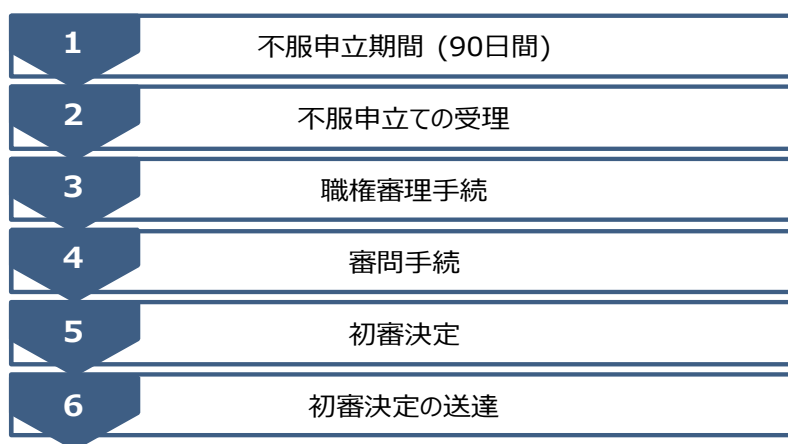 1 不服申立期間 (90日間)
2 不服申立ての受理
3 職権審理手続
4 審問手続
5 初審決定
6 初審決定の送達